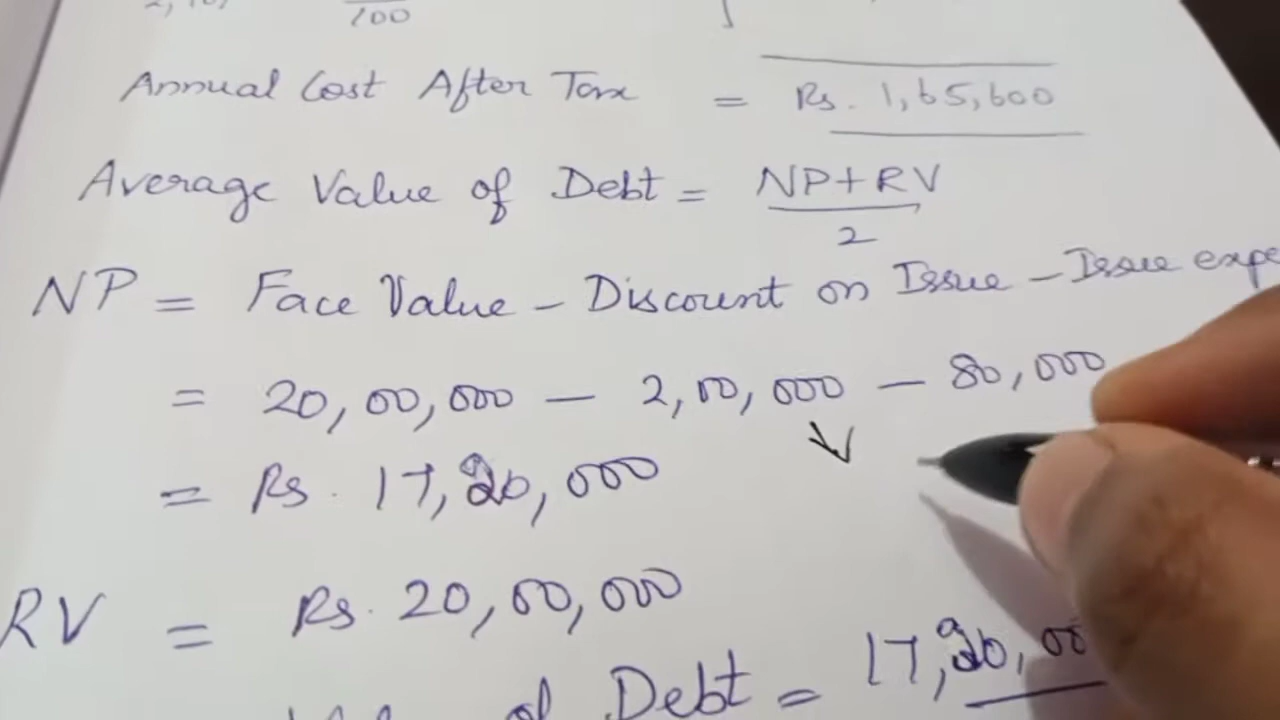 100
Annual Cost After Tax = Rs. 1,65,600
Average Value of Debt = NP+RV
2
NP = Face Value - Discount on Issue - Issue expe
= 20,00,000 - 2,00,000 - 80,000
= Rs. 17,20,000
RV = Rs. 20,00,000
of Debt = 17,20,00